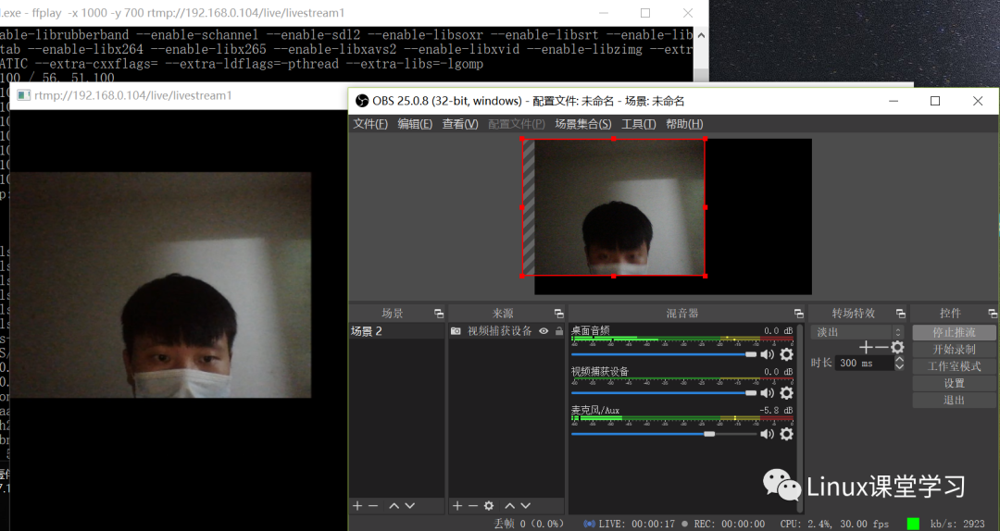 l.exe - ffplay -x 1000 -y 700 rtmp://192.168.0.104/live/livestream1
able-librubberband --enable-schannel --enable-sdl2 --enable-libsoxr --enable-libsrt --enable-lib
tab --enable-libx264 --enable-libx265 --enable-libxavs2 --enable-libxvid --enable-libzimg --extr
ATIC --extra-cxxflags= --extra-ldflags=-pthread --extra-libs=-lgomp
100 / 56. 51.100
rtmp://192.168.0.104/live/livestream1
OBS 25.0.8 (32-bit, windows) - 配置文件: 未命名 - 场景: 未命名
文件(F) 编辑(E) 查看(V) 配置文件(P) 场景集合(S) 工具(T) 帮助(H)
场景 来源 混音器 转场特效 控件
场景 2
视频捕获设备
桌面音频 0.0 dB
视频捕获设备 0.0 dB
麦克风/Aux -5.8 dB
淡出
时长 300 ms
停止推流
开始录制
工作室模式
设置
退出
Linux课堂学习
丢帧 0 (0.0%) LIVE: 00:00:17 REC: 00:00:00 CPU: 2.4%, 30.00 fps kb/s: 2923